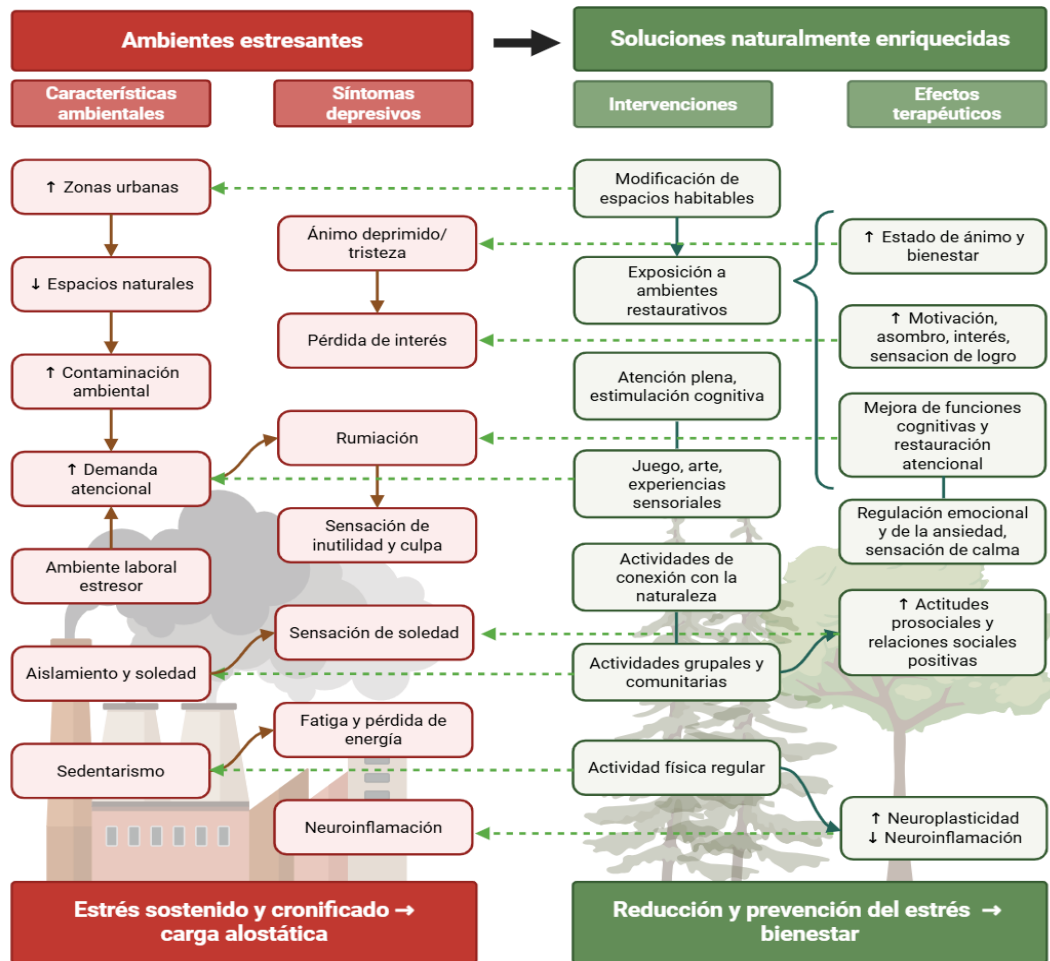 Ambientes estresantes
Soluciones naturalmente enriquecidas
Características
ambientales
Síntomas
depresivos
Intervenciones
Efectos
terapéuticos
↑ Zonas urbanas
↓ Espacios naturales
↑ Contaminación
ambiental
↑ Demanda
atencional
Ambiente laboral
estresor
Aislamiento y soledad
Sedentarismo
Ánimo deprimido/
tristeza
Pérdida de interés
Rumiación
Sensación de
inutilidad y culpa
Sensación de soledad
Fatiga y pérdida de
energía
Neuroinflamación
Modificación de
espacios habitables
Exposición a
ambientes
restaurativos
Atención plena,
estimulación cognitiva
Juego, arte,
experiencias
sensoriales
Actividades de
conexión con la
naturaleza
Actividades grupales y
comunitarias
Actividad física regular
↑ Estado de ánimo y
bienestar
↑ Motivación,
asombro, interés,
sensacion de logro
Mejora de funciones
cognitivas y
restauración
atencional
Regulación emocional
y de la ansiedad,
sensación de calma
↑ Actitudes
prosociales y
relaciones sociales
positivas
↑ Neuroplasticidad
↓ Neuroinflamación
Estrés sostenido y cronificado →
carga alostática
Reducción y prevención del estrés →
bienestar